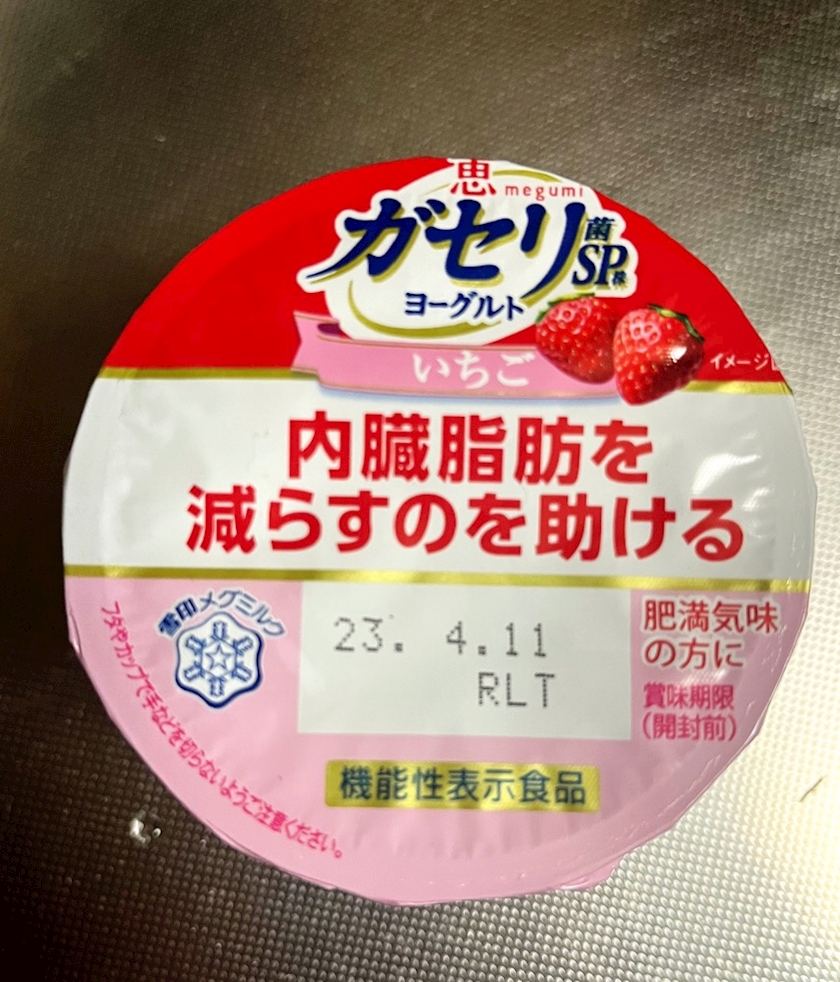 恵 megumi
ガセリ菌SP株
ヨーグルト
いちご
イメージ
内臓脂肪を
減らすのを助ける
雪印メグミルク
23. 4.11
RLT
肥満気味
の方に
賞味期限
(開封前)
機能性表示食品
フタやカップで手などを切らないようご注意ください。